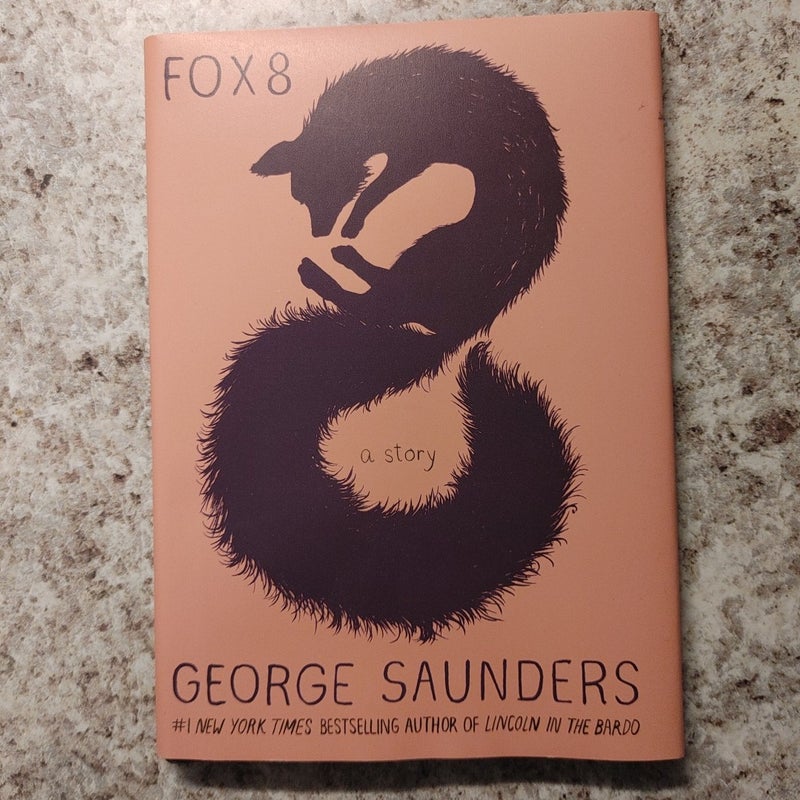 FOX 8
a story
GEORGE SAUNDERS
#1 NEW YORK TIMES BESTSELLING AUTHOR OF LINCOLN IN THE BARDO